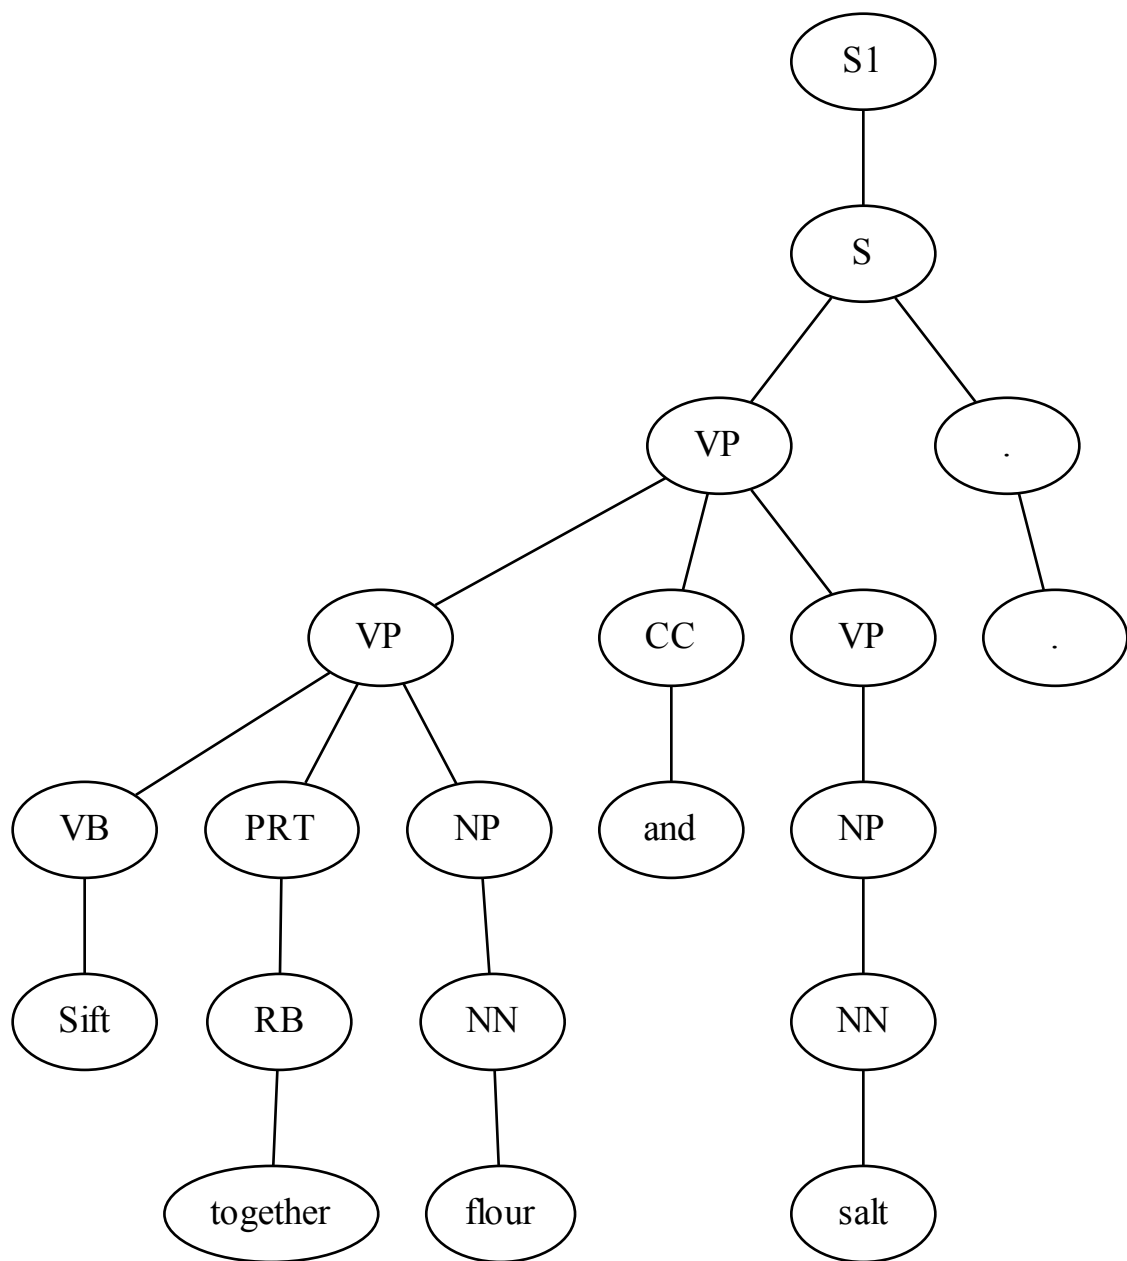 S1
S
VP .
VP CC VP .
VB PRT NP and NP
Sift RB NN NN
together flour salt